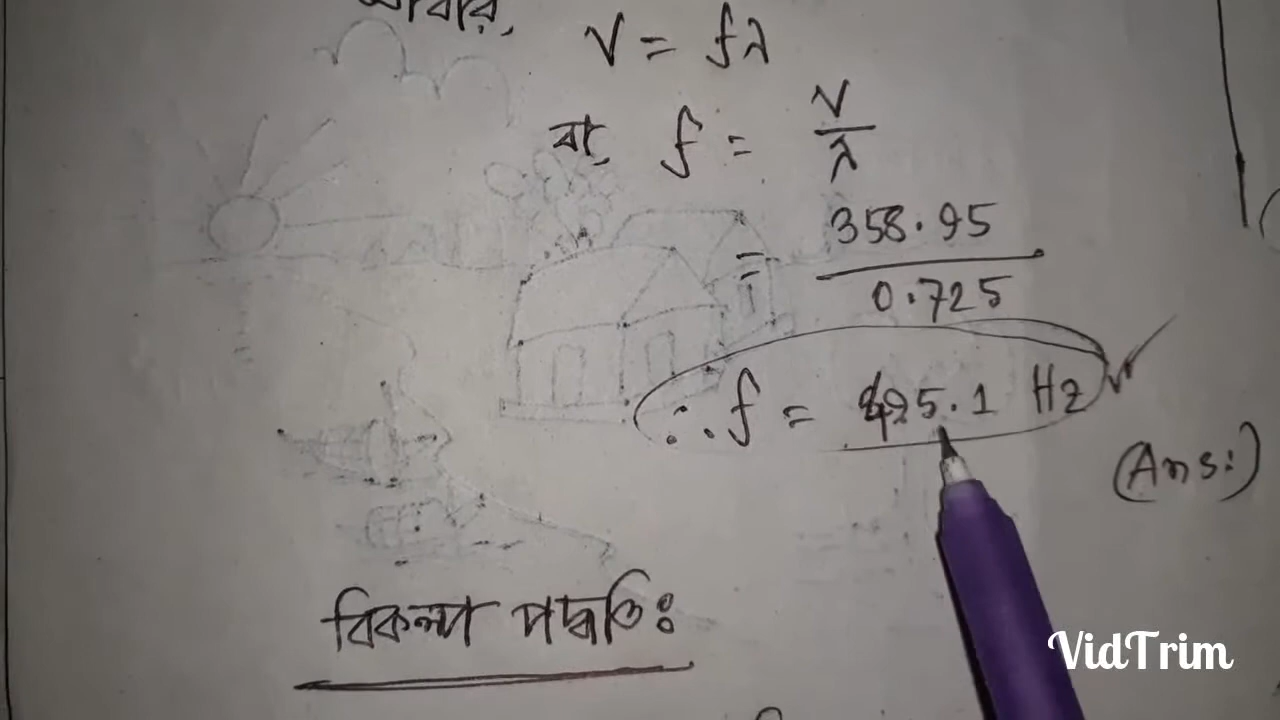 আবার,
v = fλ
বা, f = v/λ
= 358.95/0.725
∴ f = 495.1 Hz
(Ans:)
বিকল্প পদ্ধতিঃ
VidTrim